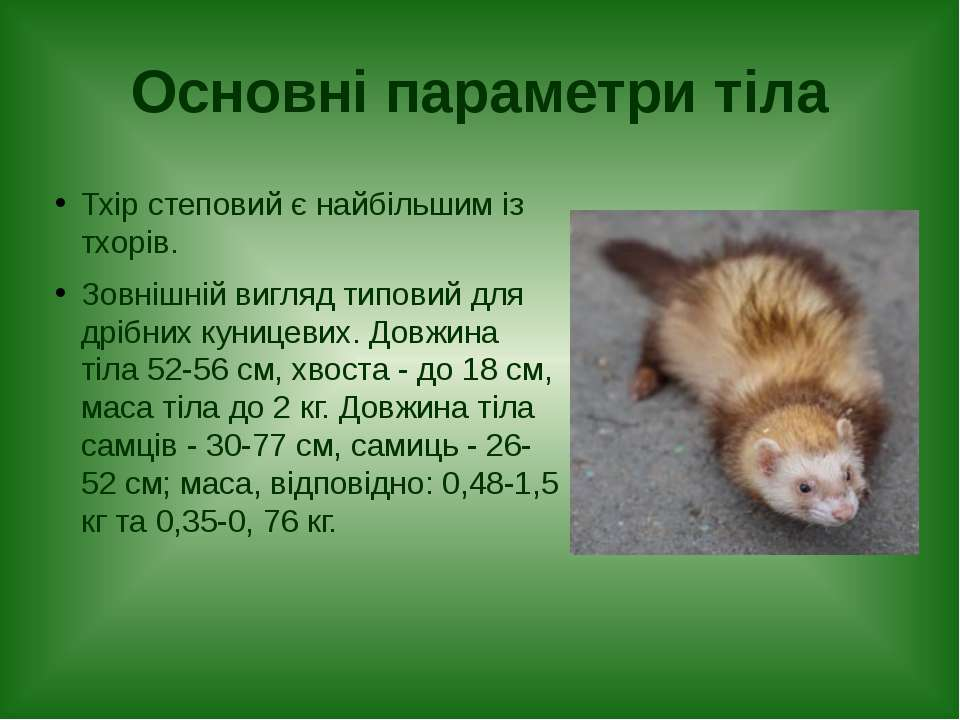 Основні параметри тіла
• Тхір степовий є найбільшим із
тхорів.
• Зовнішній вигляд типовий для
дрібних куницевих. Довжина
тіла 52-56 см, хвоста - до 18 см,
маса тіла до 2 кг. Довжина тіла
самців - 30-77 см, самиць - 26-
52 см; маса, відповідно: 0,48-1,5
кг та 0,35-0, 76 кг.